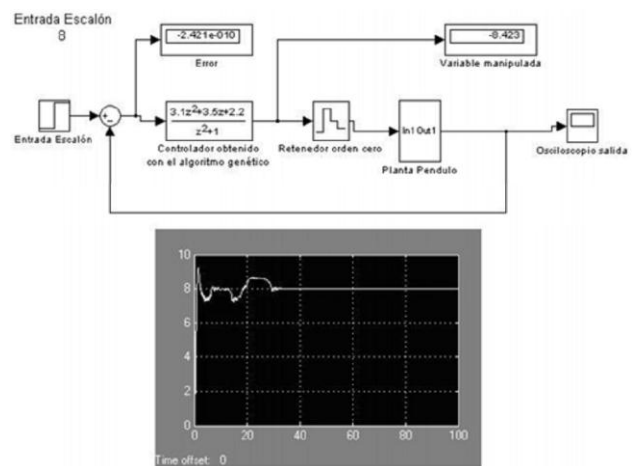 Entrada Escalón
8
-2.421e-010
Error
-8.423
Variable manipulada
+
-
3.1z²+3.5z+2.2
z²+1
In1 Out1
Entrada Escalón
Controlador obtenido
con el algoritmo genético
Retenedor orden cero
Planta Pendulo
Osciloscopio salida
10
8
6
4
2
0
0 20 40 60 80 100
Time offset: 0